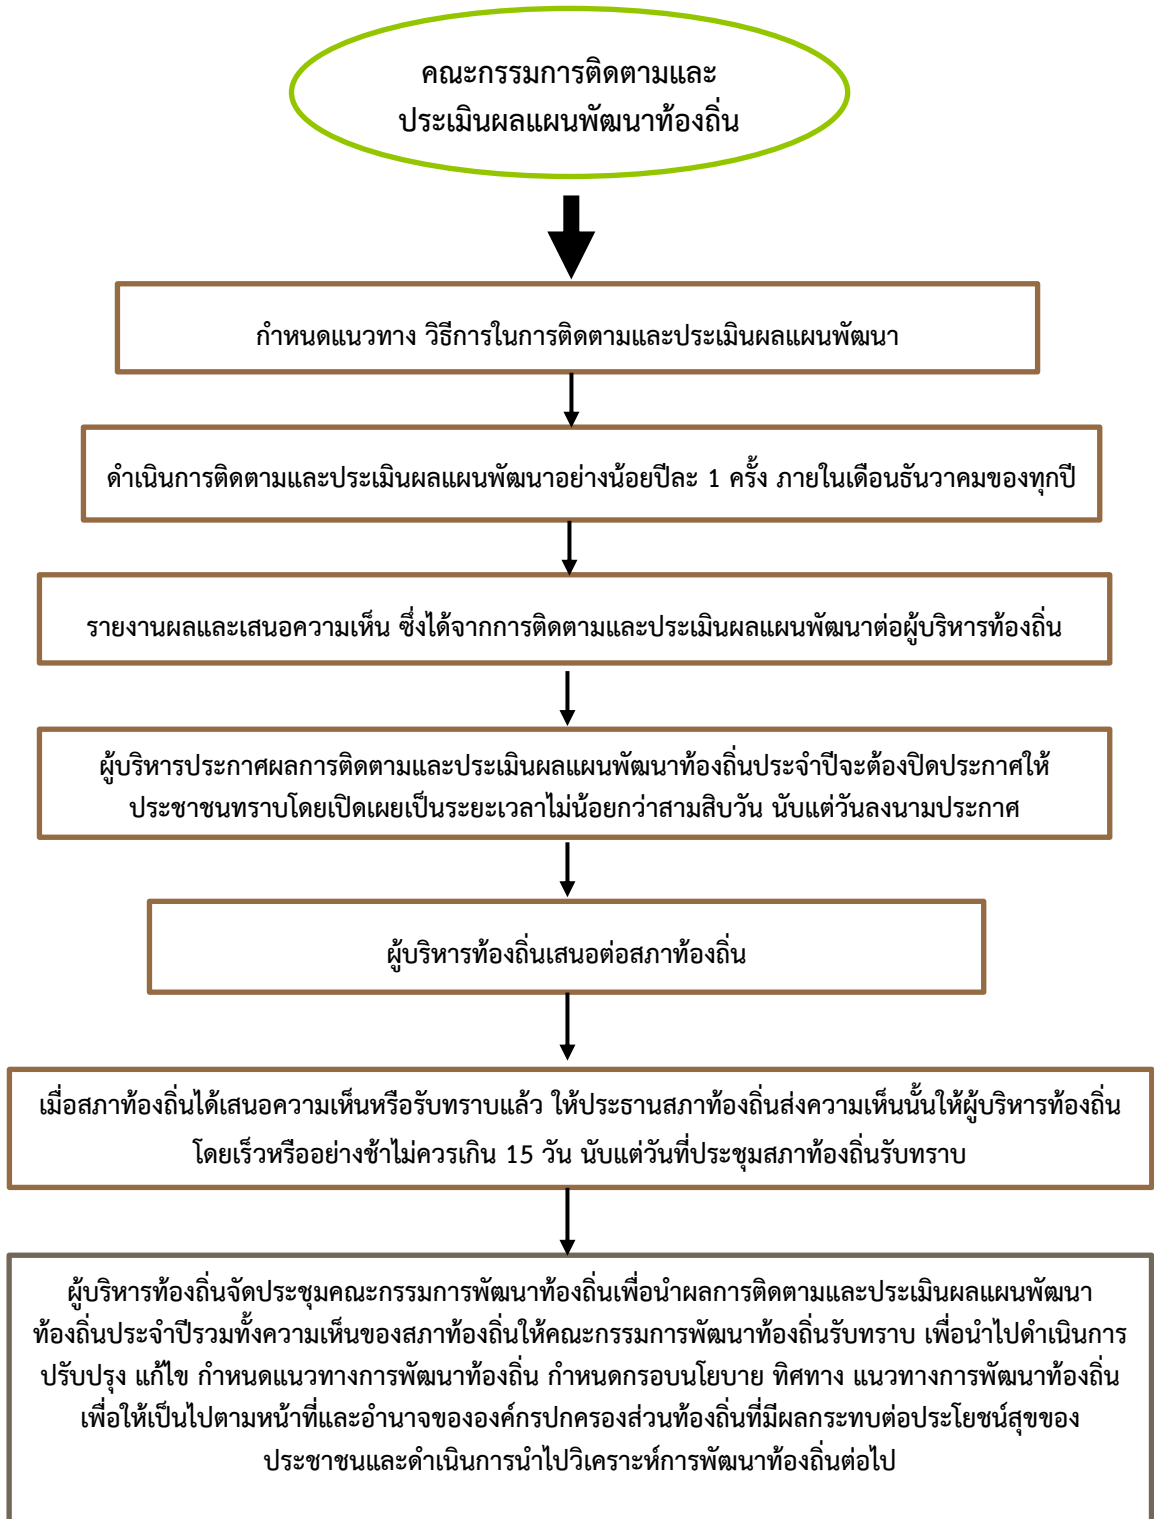 คณะกรรมการติดตามและ
ประเมินผลแผนพัฒนาท้องถิ่น
กำหนดแนวทาง วิธีการในการติดตามและประเมินผลแผนพัฒนา
ดำเนินการติดตามและประเมินผลแผนพัฒนาอย่างน้อยปีละ 1 ครั้ง ภายในเดือนธันวาคมของทุกปี
รายงานผลและเสนอความเห็น ซึ่งได้จากการติดตามและประเมินผลแผนพัฒนาต่อผู้บริหารท้องถิ่น
ผู้บริหารประกาศผลการติดตามและประเมินผลแผนพัฒนาท้องถิ่นประจำปีจะต้องปิดประกาศให้
ประชาชนทราบโดยเปิดเผยเป็นระยะเวลาไม่น้อยกว่าสามสิบวัน นับแต่วันลงนามประกาศ
ผู้บริหารท้องถิ่นเสนอต่อสภาท้องถิ่น
เมื่อสภาท้องถิ่นได้เสนอความเห็นหรือรับทราบแล้ว ให้ประธานสภาท้องถิ่นส่งความเห็นนั้นให้ผู้บริหารท้องถิ่น
โดยเร็วหรืออย่างช้าไม่ควรเกิน 15 วัน นับแต่วันที่ประชุมสภาท้องถิ่นรับทราบ
ผู้บริหารท้องถิ่นจัดประชุมคณะกรรมการพัฒนาท้องถิ่นเพื่อนำผลการติดตามและประเมินผลแผนพัฒนา
ท้องถิ่นประจำปีรวมทั้งความเห็นของสภาท้องถิ่นให้คณะกรรมการพัฒนาท้องถิ่นรับทราบ เพื่อนำไปดำเนินการ
ปรับปรุง แก้ไข กำหนดแนวทางการพัฒนาท้องถิ่น กำหนดกรอบนโยบาย ทิศทาง แนวทางการพัฒนาท้องถิ่น
เพื่อให้เป็นไปตามหน้าที่และอำนาจขององค์กรปกครองส่วนท้องถิ่นที่มีผลกระทบต่อประโยชน์สุขของ
ประชาชนและดำเนินการนำไปวิเคราะห์การพัฒนาท้องถิ่นต่อไป